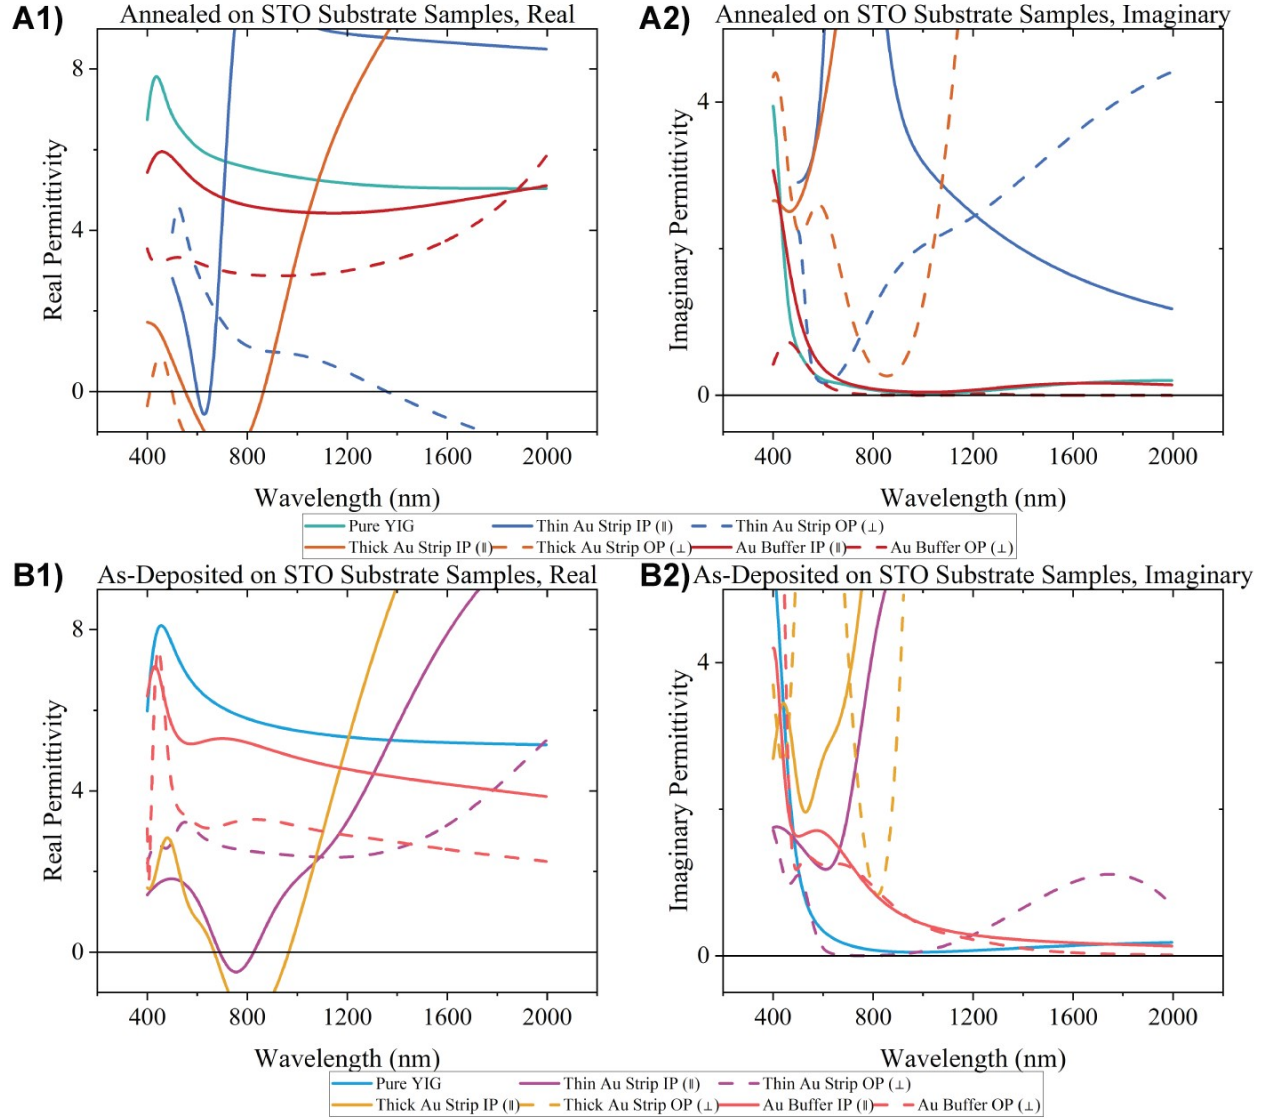 A1) Annealed on STO Substrate Samples, Real
8
4
0
Real Permittivity
400 800 1200 1600 2000
Wavelength (nm)
A2) Annealed on STO Substrate Samples, Imaginary
4
0
Imaginary Permittivity
400 800 1200 1600 2000
Wavelength (nm)
Pure YIG Thin Au Strip IP (∥) Thin Au Strip OP (⊥)
Thick Au Strip IP (∥) Thick Au Strip OP (⊥) Au Buffer IP (∥) Au Buffer OP (⊥)
B1) As-Deposited on STO Substrate Samples, Real
8
4
0
Real Permittivity
400 800 1200 1600 2000
Wavelength (nm)
B2) As-Deposited on STO Substrate Samples, Imaginary
4
0
Imaginary Permittivity
400 800 1200 1600 2000
Wavelength (nm)
Pure YIG Thin Au Strip IP (∥) Thin Au Strip OP (⊥)
Thick Au Strip IP (∥) Thick Au Strip OP (⊥) Au Buffer IP (∥) Au Buffer OP (⊥)